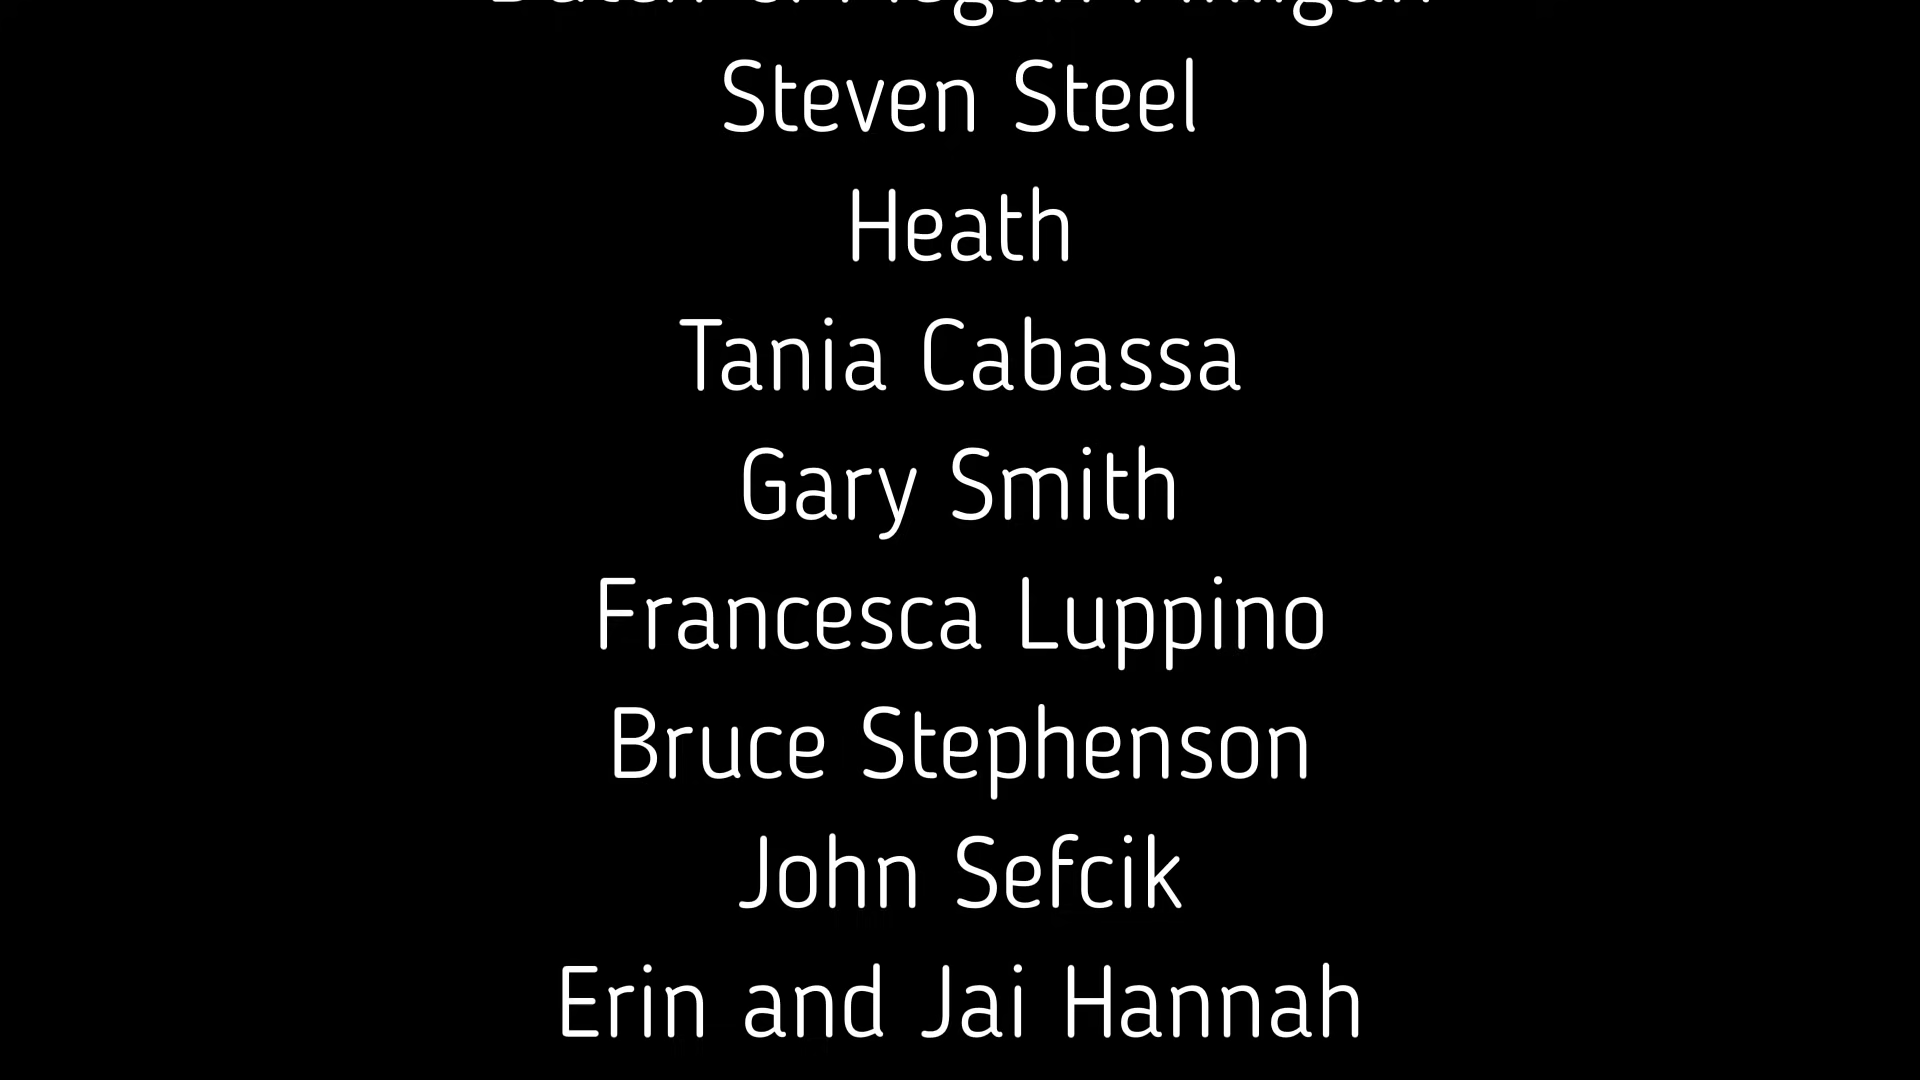 Steven Steel
Heath
Tania Cabassa
Gary Smith
Francesca Luppino
Bruce Stephenson
John Sefcik
Erin and Jai Hannah